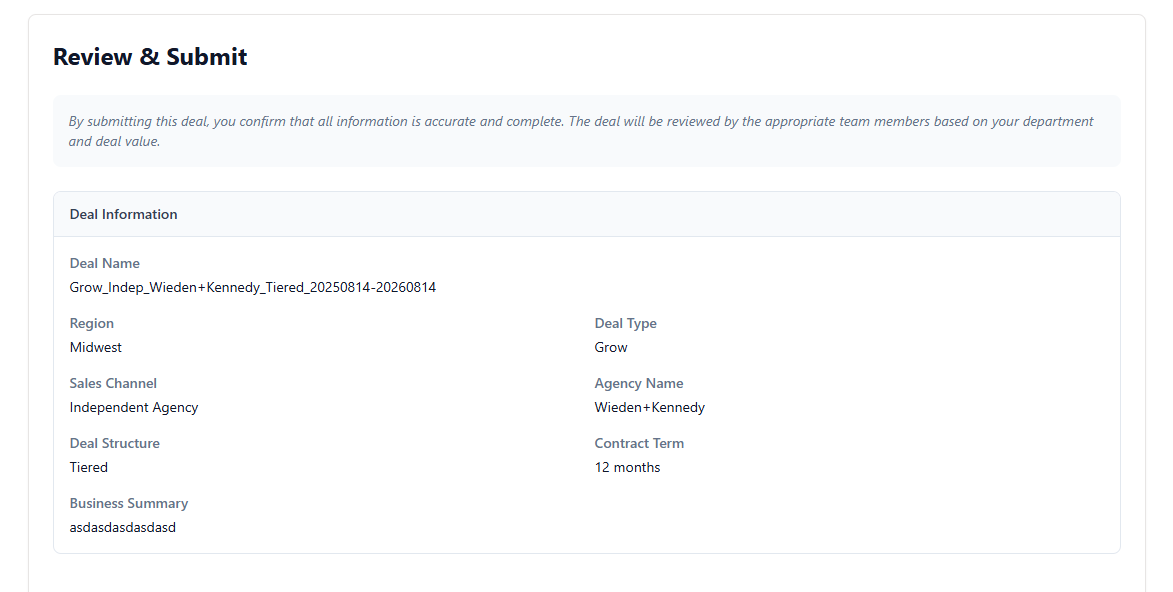 Review & Submit
By submitting this deal, you confirm that all information is accurate and complete. The deal will be reviewed by the appropriate team members based on your department
and deal value.
Deal Information
Deal Name
Grow_Indep_Wieden+Kennedy_Tiered_20250814-20260814
Region
Midwest
Deal Type
Grow
Sales Channel
Independent Agency
Agency Name
Wieden+Kennedy
Deal Structure
Tiered
Contract Term
12 months
Business Summary
asdasdasdasdasd